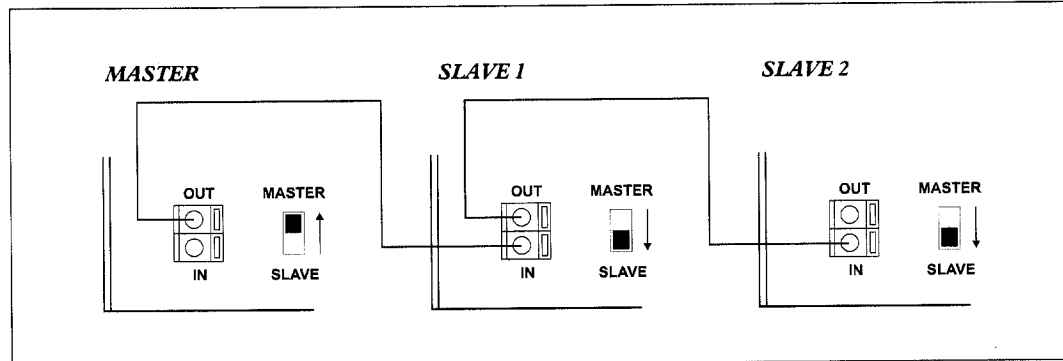 MASTER
SLAVE 1
SLAVE 2
OUT
MASTER
IN
SLAVE
OUT
MASTER
IN
SLAVE
OUT
MASTER
IN
SLAVE